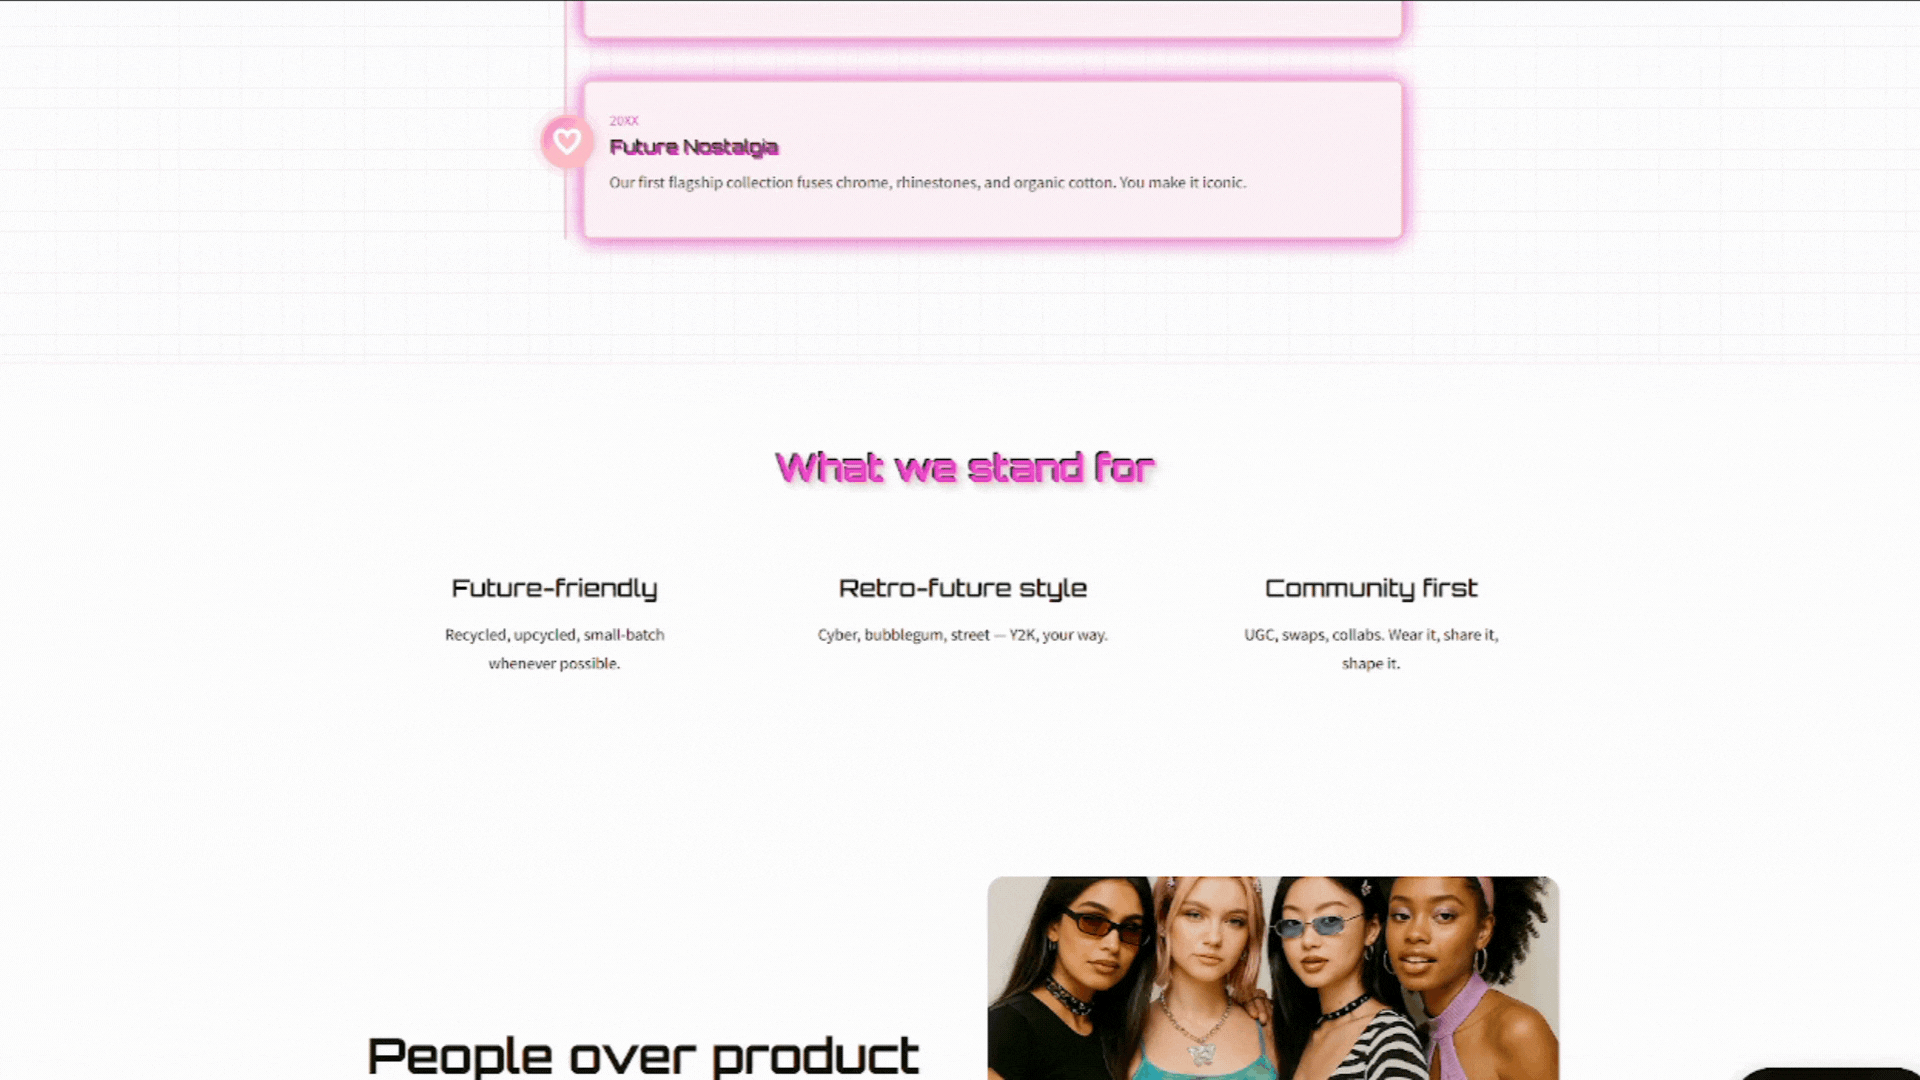 20XX
Future Nostalgia
Our first flagship collection fuses chrome, rhinestones, and organic cotton. You make it iconic.
What we stand for
Future-friendly
Recycled, upcycled, small-batch
whenever possible.
Retro-future style
Cyber, bubblegum, street — Y2K, your way.
Community first
UGC, swaps, collabs. Wear it, share it,
shape it.
People over product